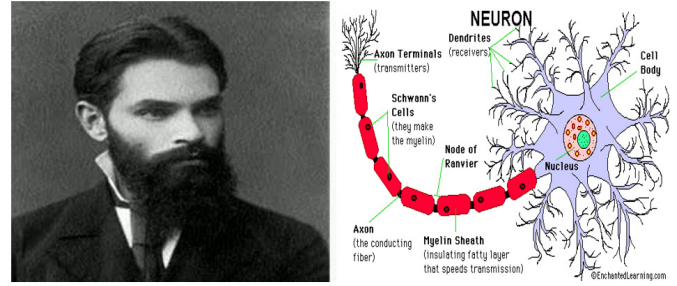 NEURON
Dendrites
(receivers)
Axon Terminals
(transmitters)
Cell
Body
Schwann's
Cells
(they make
the myelin)
Node of
Ranvier
Nucleus
Axon
(the conducting
fiber)
Myelin Sheath
(insulating fatty layer
that speeds transmission)
©EnchantedLearning.com